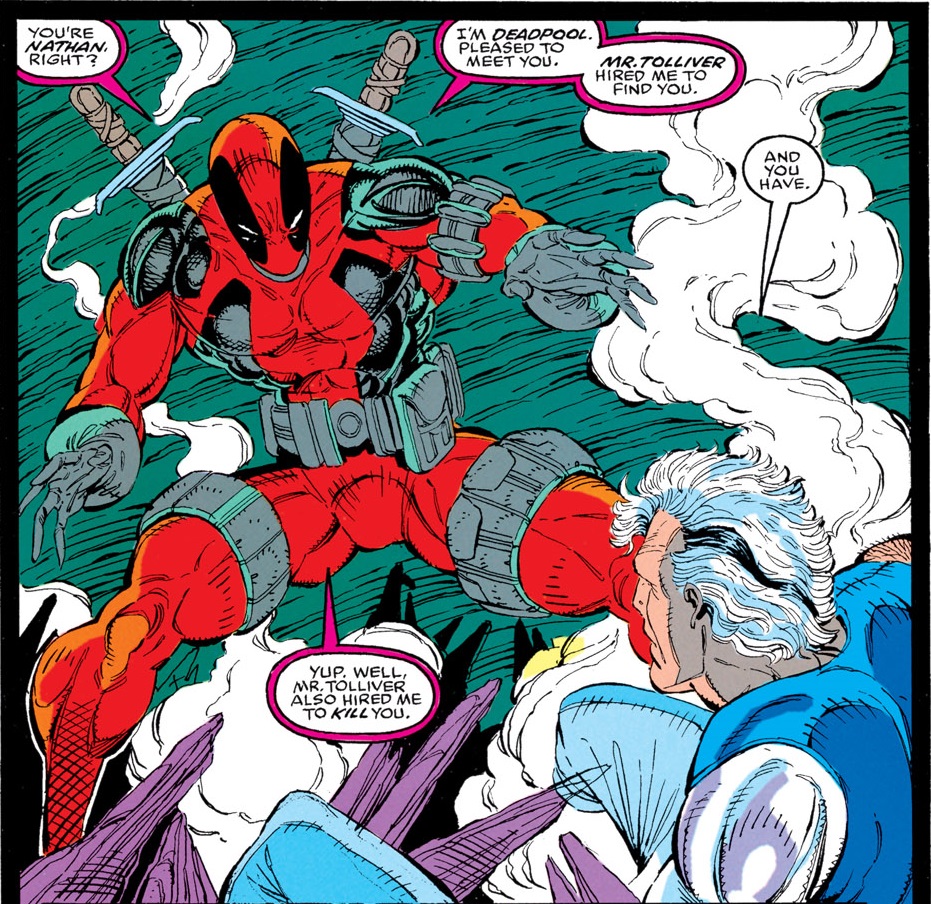 YOU'RE
NATHAN,
RIGHT?
I'M DEADPOOL.
PLEASED TO
MEET YOU.
MR. TOLLIVER
HIRED ME TO
FIND YOU.
AND
YOU
HAVE.
YUP. WELL,
MR. TOLLIVER
ALSO HIRED ME
TO KILL YOU.